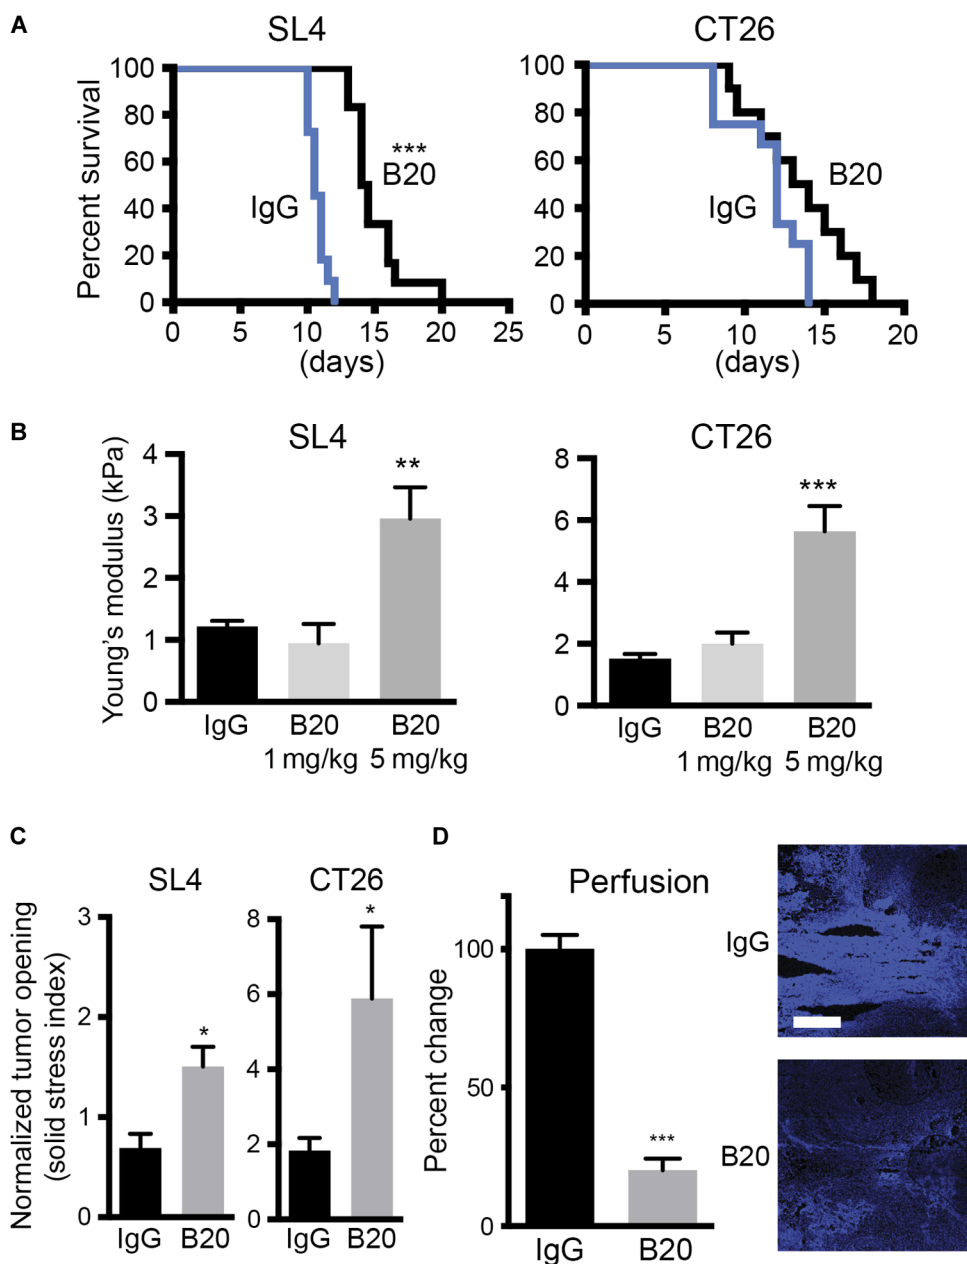 A
SL4
CT26
Percent survival
100
80
60
40
20
0
0
5
10
15
20
25
(days)
IgG
***
B20
100
80
60
40
20
0
0
5
10
15
20
(days)
IgG
B20
B
SL4
CT26
Young's modulus (kPa)
4
3
2
1
0
**
IgG
B20
1 mg/kg
B20
5 mg/kg
8
6
4
2
0
***
IgG
B20
1 mg/kg
B20
5 mg/kg
C
SL4
CT26
Normalized tumor opening
(solid stress index)
3
2
1
0
*
IgG
B20
8
6
4
2
0
*
IgG
B20
D
Perfusion
Percent change
100
50
0
***
IgG
B20
IgG
B20